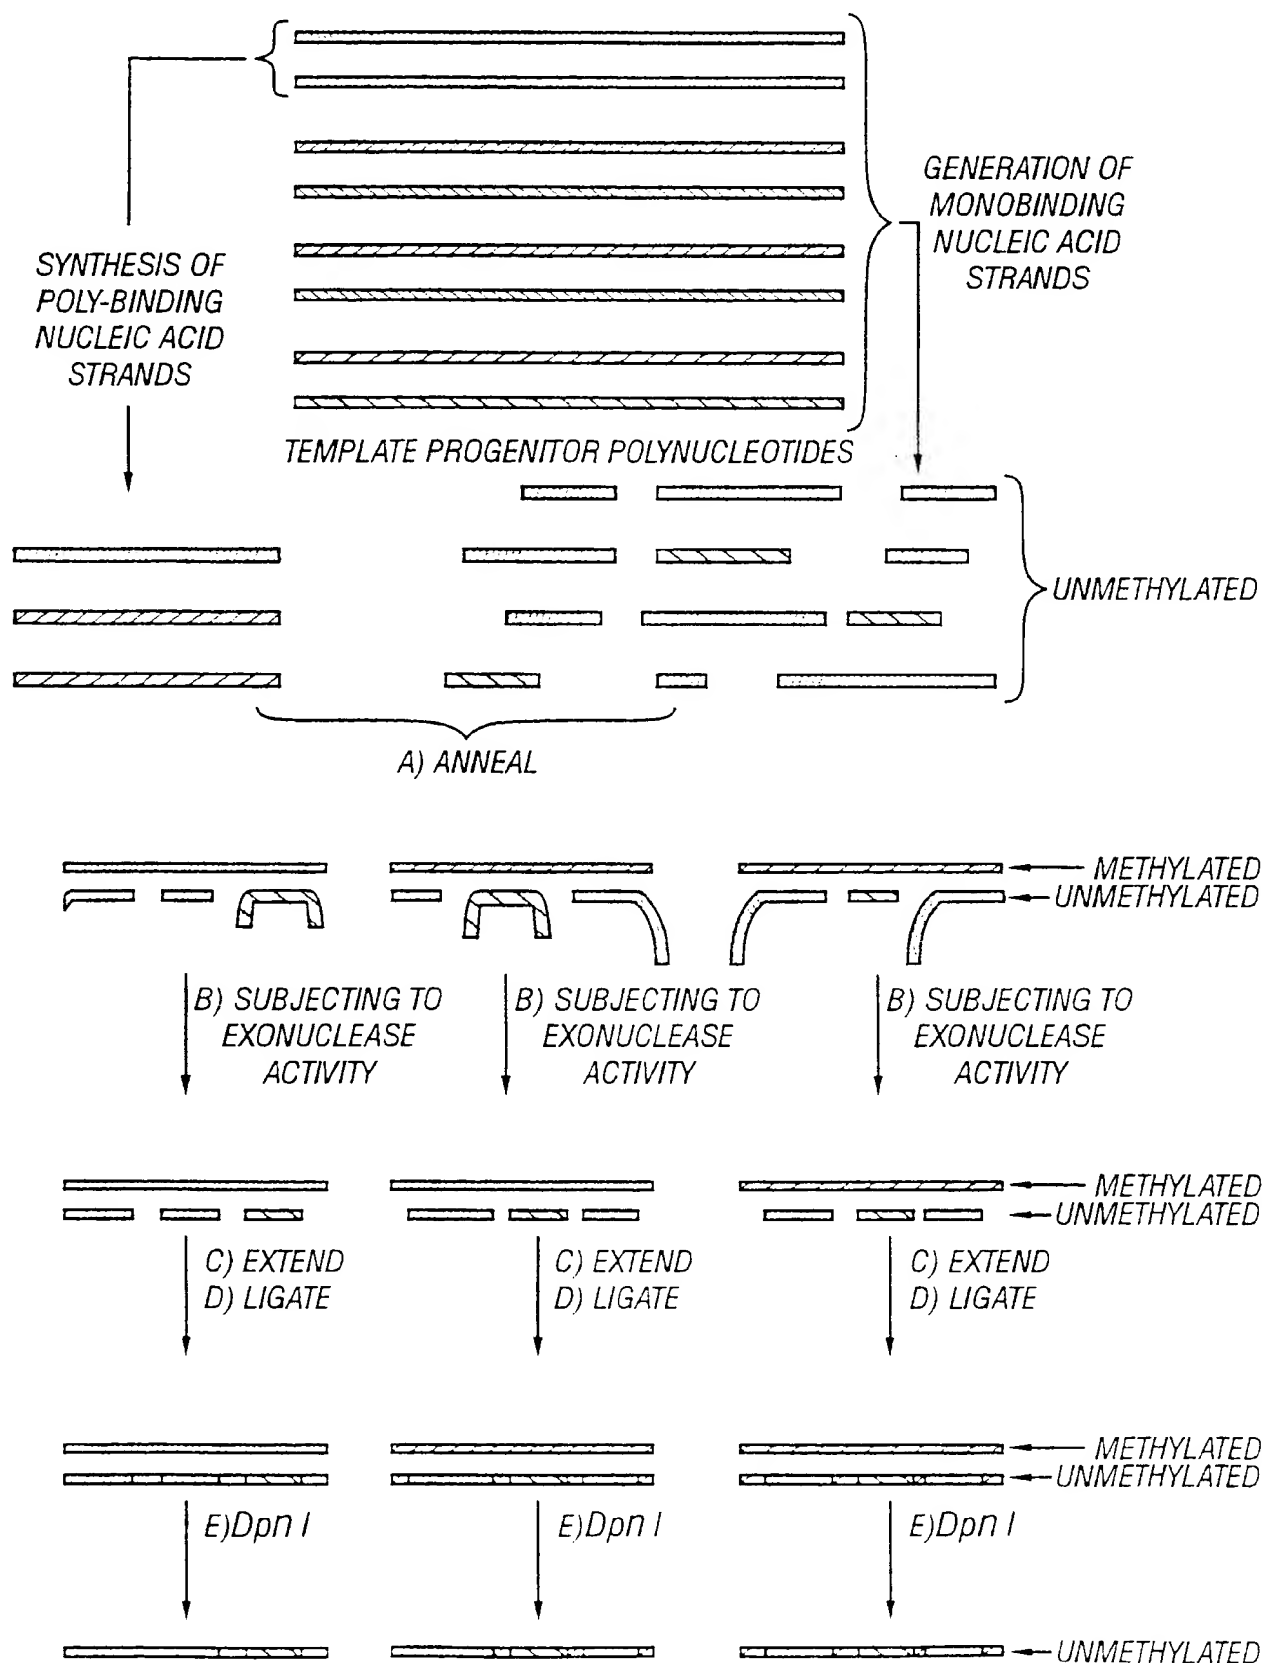 GENERATION OF
MONOBINDING
NUCLEIC ACID
STRANDS
SYNTHESIS OF
POLY-BINDING
NUCLEIC ACID
STRANDS
TEMPLATE PROGENITOR POLYNUCLEOTIDES
UNMETHYLATED
A) ANNEAL
METHYLATED
UNMETHYLATED
B) SUBJECTING TO
EXONUCLEASE
ACTIVITY
B) SUBJECTING TO
EXONUCLEASE
ACTIVITY
B) SUBJECTING TO
EXONUCLEASE
ACTIVITY
METHYLATED
UNMETHYLATED
C) EXTEND
D) LIGATE
C) EXTEND
D) LIGATE
C) EXTEND
D) LIGATE
METHYLATED
UNMETHYLATED
E)Dpn I
E)Dpn I
E)Dpn I
UNMETHYLATED